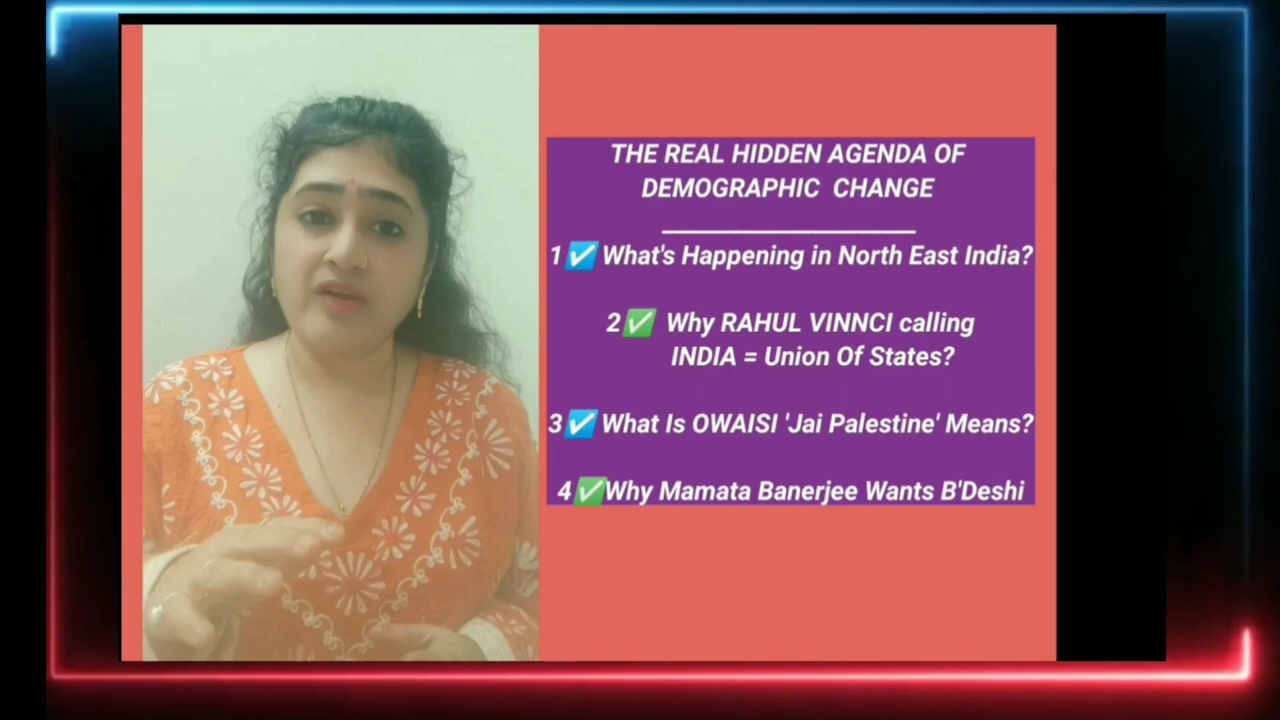 THE REAL HIDDEN AGENDA OF
DEMOGRAPHIC CHANGE
____________________
1☑️ What's Happening in North East India?
2✅ Why RAHUL VINNCI calling
INDIA = Union Of States?
3☑️ What Is OWAISI 'Jai Palestine' Means?
4✅Why Mamata Banerjee Wants B'Deshi